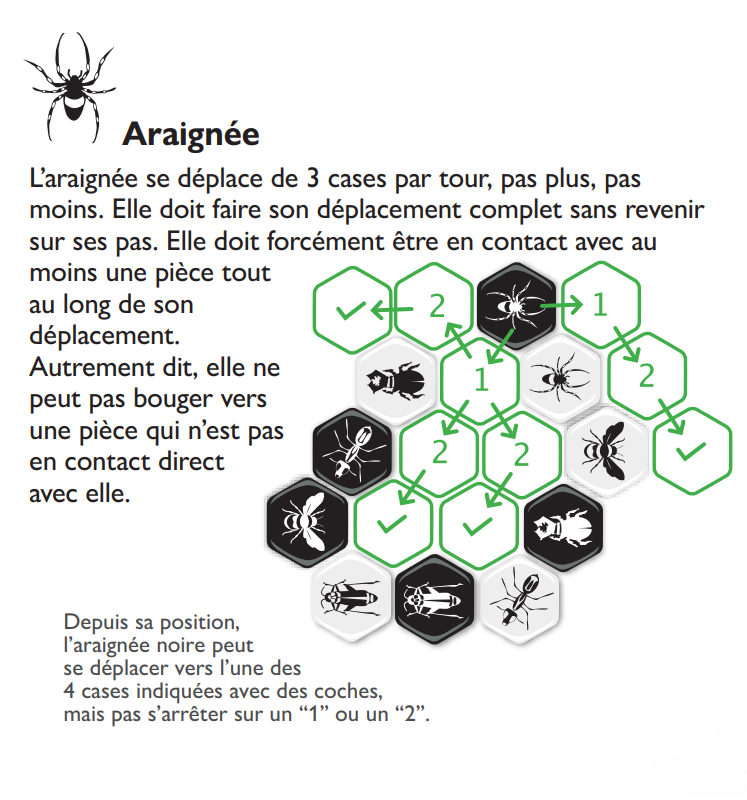 Araignée
L'araignée se déplace de 3 cases par tour, pas plus, pas
moins. Elle doit faire son déplacement complet sans revenir
sur ses pas. Elle doit forcément être en contact avec au
moins une pièce tout
au long de son
déplacement.
Autrement dit, elle ne
peut pas bouger vers
une pièce qui n'est pas
en contact direct
avec elle.
2
1
1
2
2
2
Depuis sa position,
l'araignée noire peut
se déplacer vers l'une des
4 cases indiquées avec des coches,
mais pas s'arrêter sur un “1” ou un “2”.